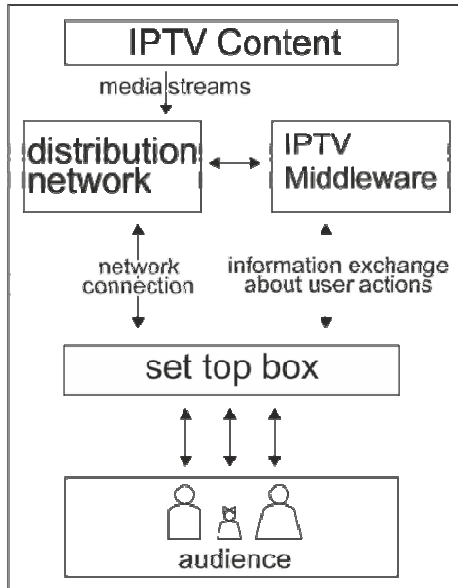 IPTV Content
media streams
distribution
network
IPTV
Middleware
network
connection
information exchange
about user actions
set top box
audience